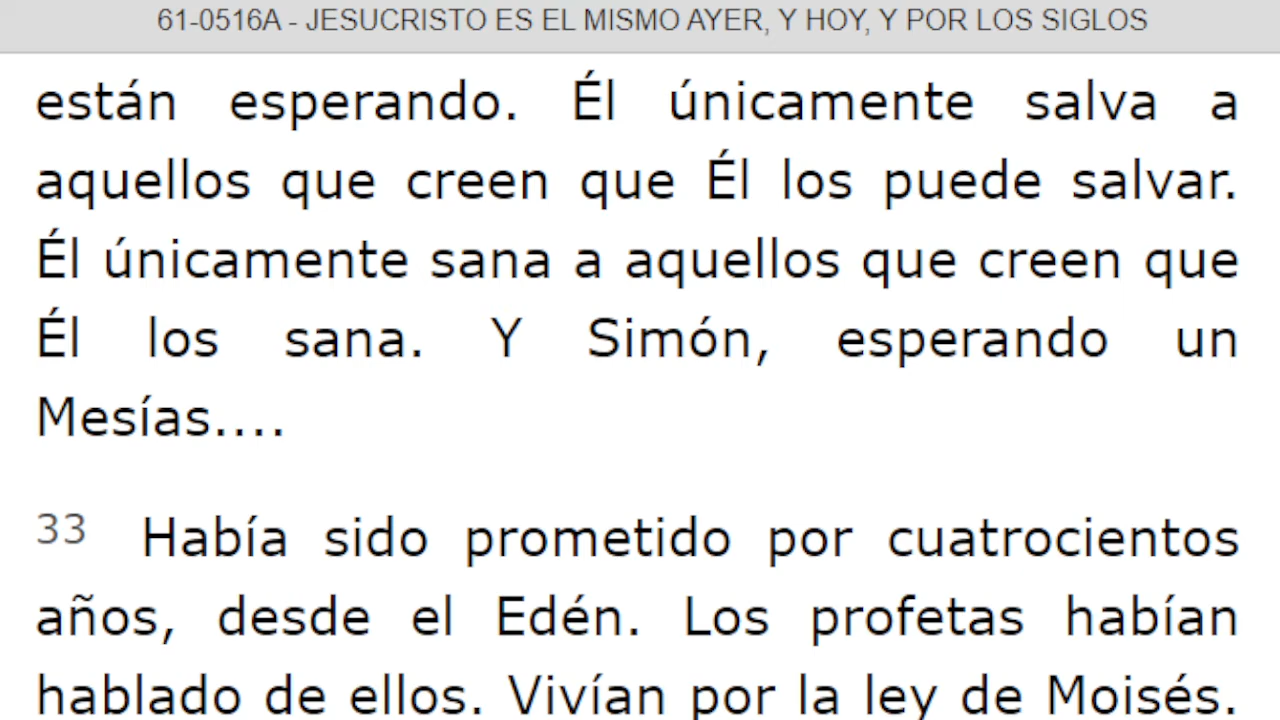 61-0516A - JESUCRISTO ES EL MISMO AYER, Y HOY, Y POR LOS SIGLOS
están esperando. Él únicamente salva a
aquellos que creen que Él los puede salvar.
Él únicamente sana a aquellos que creen que
Él los sana. Y Simón, esperando un
Mesías....
33 Había sido prometido por cuatrocientos
años, desde el Edén. Los profetas habían
hablado de ellos. Vivían por la ley de Moisés.